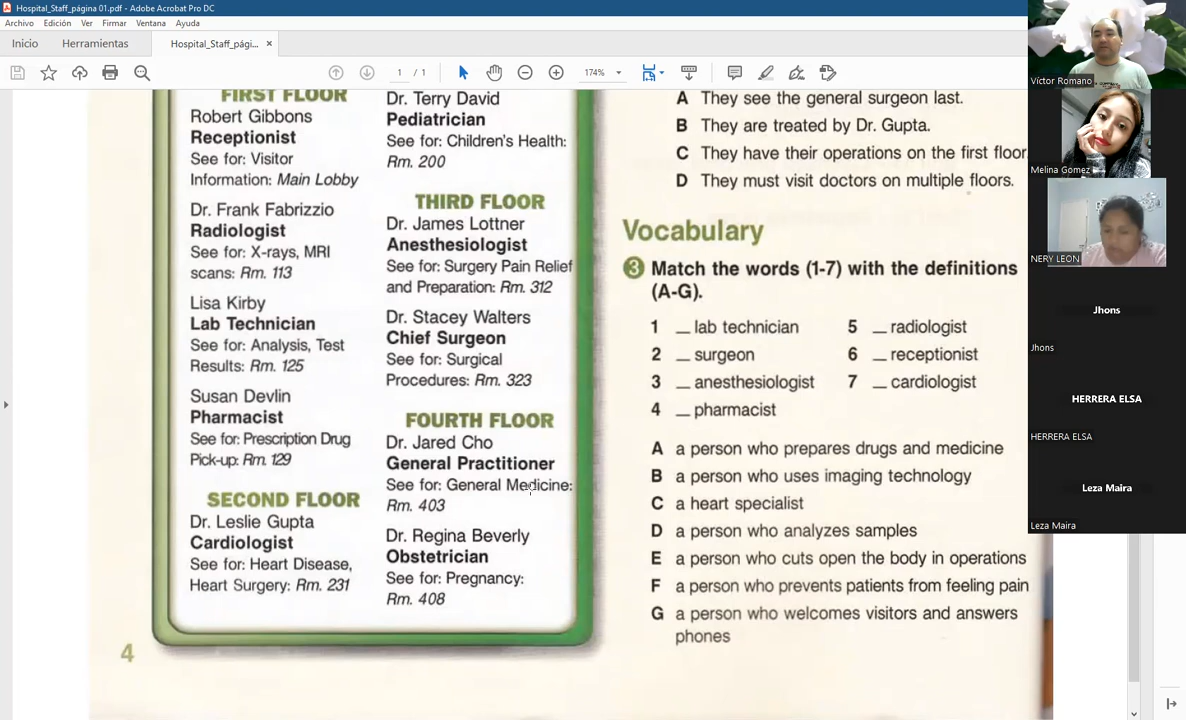 Hospital_Staff_página 01.pdf - Adobe Acrobat Pro DC
Archivo Edición Ver Firmar Ventana Ayuda
Inicio Herramientas Hospital_Staff_pági... ×
1 / 1 174%
FIRST FLOOR
Robert Gibbons
Receptionist
See for: Visitor
Information: Main Lobby
Dr. Frank Fabrizzio
Radiologist
See for: X-rays, MRI
scans: Rm. 113
Lisa Kirby
Lab Technician
See for: Analysis, Test
Results: Rm. 125
Susan Devlin
Pharmacist
See for: Prescription Drug
Pick-up: Rm. 129
SECOND FLOOR
Dr. Leslie Gupta
Cardiologist
See for: Heart Disease,
Heart Surgery: Rm. 231
Dr. Terry David
Pediatrician
See for: Children's Health:
Rm. 200
THIRD FLOOR
Dr. James Lottner
Anesthesiologist
See for: Surgery Pain Relief
and Preparation: Rm. 312
Dr. Stacey Walters
Chief Surgeon
See for: Surgical
Procedures: Rm. 323
FOURTH FLOOR
Dr. Jared Cho
General Practitioner
See for: General Medicine:
Rm. 403
Dr. Regina Beverly
Obstetrician
See for: Pregnancy:
Rm. 408
4
A They see the general surgeon last.
B They are treated by Dr. Gupta.
C They have their operations on the first floor
D They must visit doctors on multiple floors.
Vocabulary
3 Match the words (1-7) with the definitions
(A-G).
1 _ lab technician 5 _ radiologist
2 _ surgeon 6 _ receptionist
3 _ anesthesiologist 7 _ cardiologist
4 _ pharmacist
A a person who prepares drugs and medicine
B a person who uses imaging technology
C a heart specialist
D a person who analyzes samples
E a person who cuts open the body in operations
F a person who prevents patients from feeling pain
G a person who welcomes visitors and answers
phones
Víctor Romano
Melina Gomez
NERY LEON
Jhons
Jhons
HERRERA ELSA
HERRERA ELSA
Leza Maira
Leza Maira